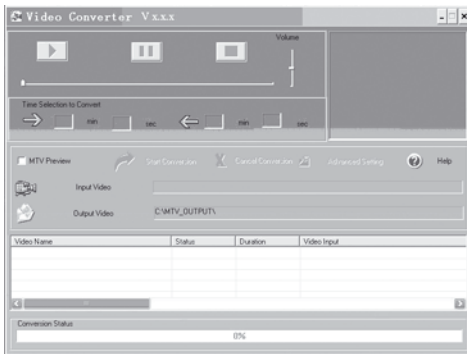 Video Converter Vx.x.x
Volume
Time Selection to Convert
min sec min sec
MTV Preview Start Conversion Cancel Conversion Advanced Setting Help
Input Video
Output Video C:\MTV_OUTPUT\
Video Name Status Duration Video Input
Conversion Status
0%